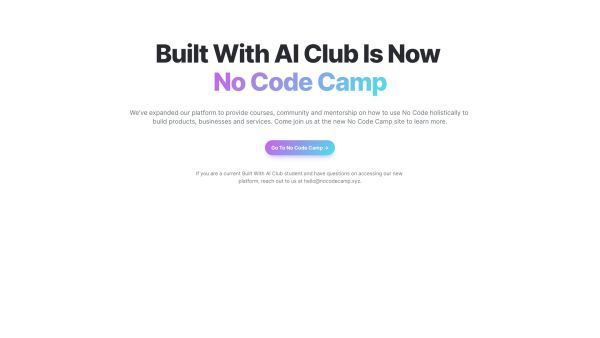 Built With AI Club Is Now
No Code Camp
We've expanded our platform to provide courses, community and mentorship on how to use No Code holistically to
build products, businesses and services. Come join us at the new No Code Camp site to learn more.
Go To No Code Camp →
If you are a current Built With AI Club student and have questions on accessing our new
platform, reach out to us at hello@nocodecamp.xyz.